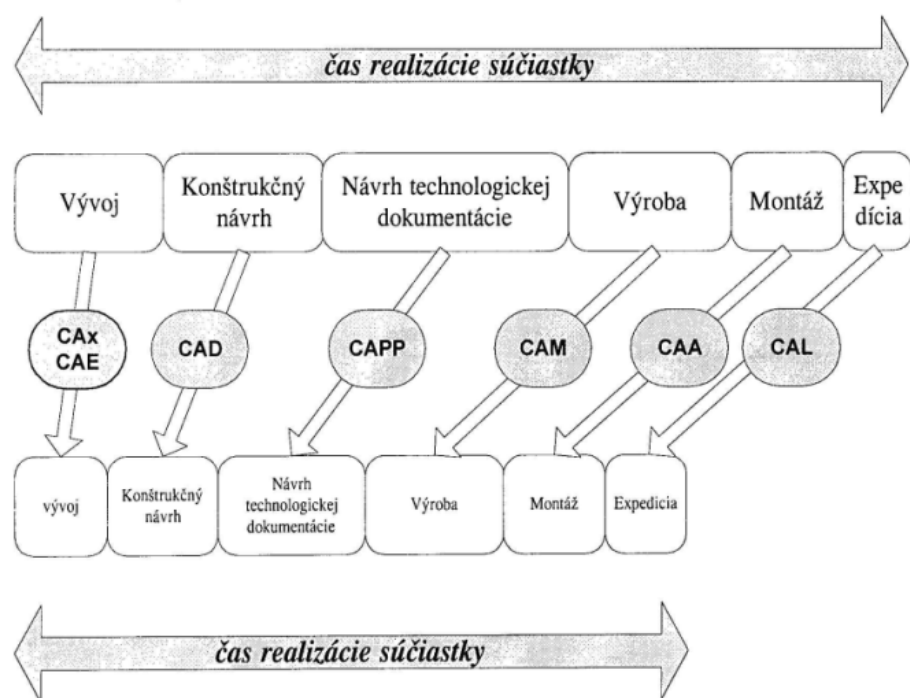 čas realizácie súčiastky
Vývoj
Konštrukčný
návrh
Návrh technologickej
dokumentácie
Výroba
Montáž
Expe
dícia
CAx
CAE
CAD
CAPP
CAM
CAA
CAL
vývoj
Konštrukčný
návrh
Návrh
technologickej
dokumentácie
Výroba
Montáž
Expedícia
čas realizácie súčiastky